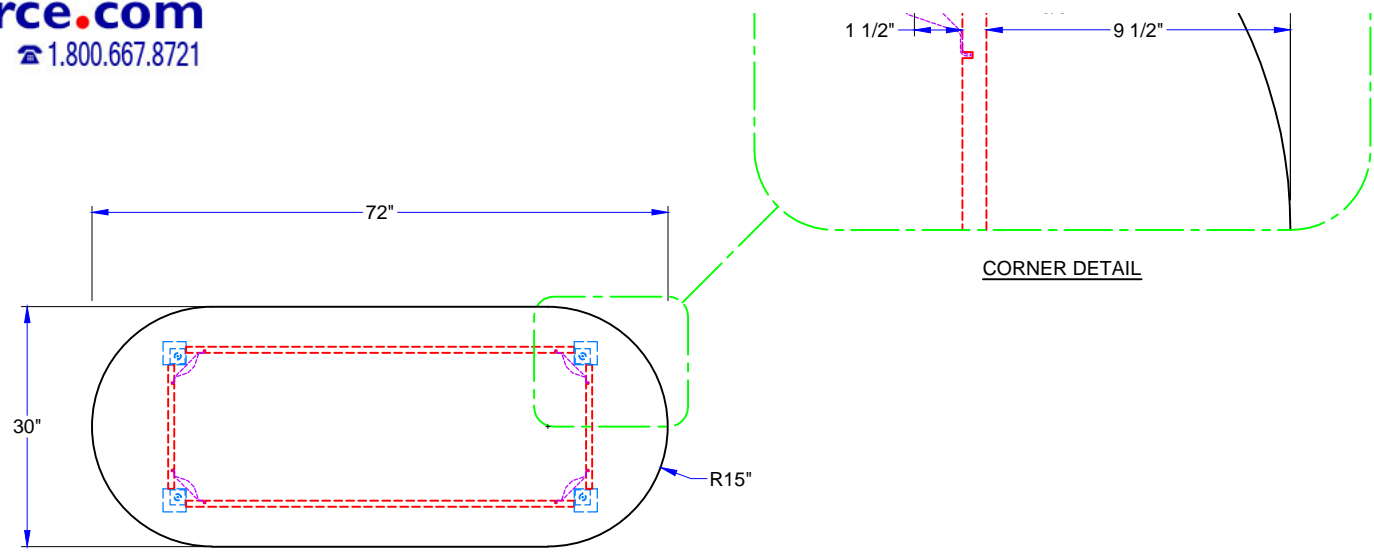 rce.com
☎ 1.800.667.8721
1 1/2"
9 1/2"
CORNER DETAIL
72"
30"
R15"